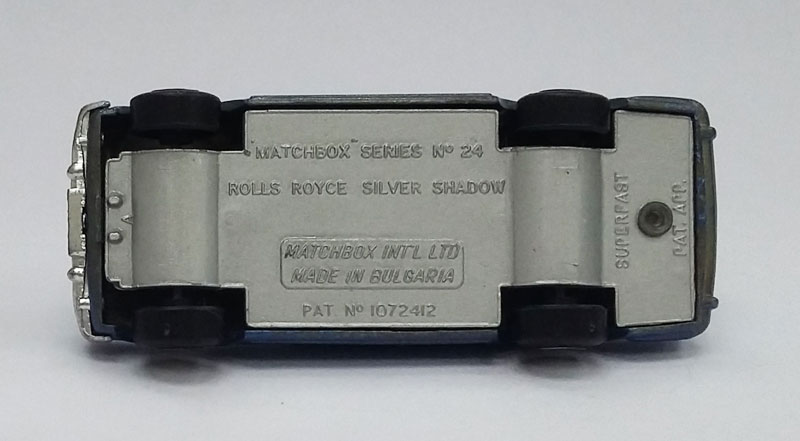 MATCHBOX SERIES Nº 24
ROLLS ROYCE SILVER SHADOW
MATCHBOX INT'L LTD
MADE IN BULGARIA
PAT. Nº 1072412
SUPERFAST
PAT. APP.
A